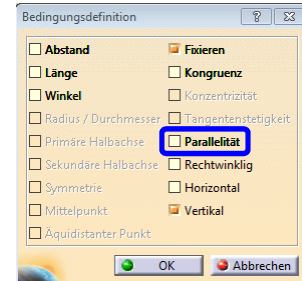 Bedingungsdefinition
Abstand
Fixieren
Länge
Kongruenz
Winkel
Konzentrizität
Radius / Durchmesser
Tangentenstetigkeit
Primäre Halbachse
Parallelität
Sekundäre Halbachse
Rechtwinklig
Symmetrie
Horizontal
Mittelpunkt
Vertikal
Äquidistanter Punkt
OK
Abbrechen